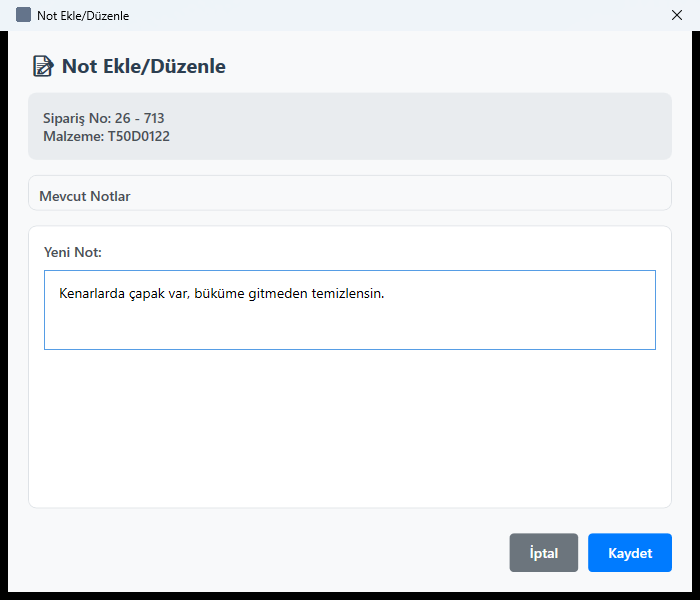 Not Ekle/Düzenle
Not Ekle/Düzenle
Sipariş No: 26 - 713
Malzeme: T50D0122
Mevcut Notlar
Yeni Not:
Kenarlarda çapak var, büküme gitmeden temizlensin.
İptal
Kaydet